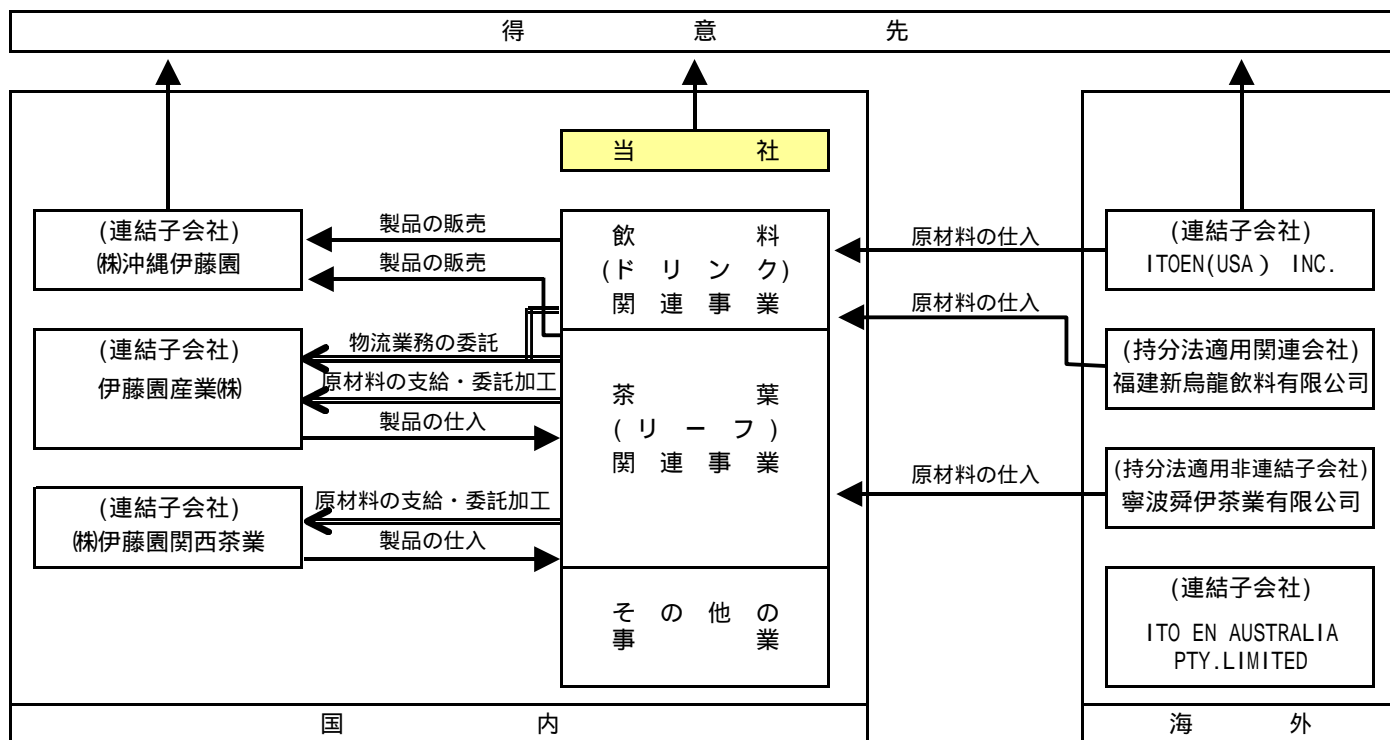 得意先
当社
(連結子会社)
㈱沖縄伊藤園
製品の販売
製品の販売
飲料
(ドリンク)
関連事業
原材料の仕入
(連結子会社)
ITOEN(USA) INC.
原材料の仕入
(持分法適用関連会社)
福建新烏龍飲料有限公司
(連結子会社)
伊藤園産業㈱
物流業務の委託
原材料の支給・委託加工
製品の仕入
茶葉
(リーフ)
関連事業
原材料の仕入
(持分法適用非連結子会社)
寧波舜伊茶業有限公司
(連結子会社)
㈱伊藤園関西茶業
原材料の支給・委託加工
製品の仕入
その他の
事業
(連結子会社)
ITO EN AUSTRALIA
PTY.LIMITED
国内
海外